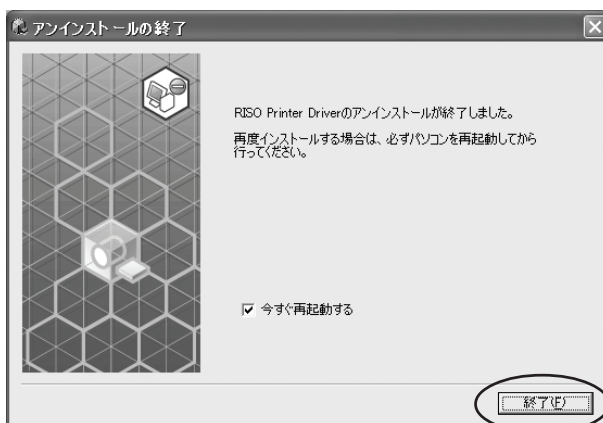 アンインストールの終了
RISO Printer Driverのアンインストールが終了しました。
再度インストールする場合は、必ずパソコンを再起動してから
行ってください。
今すぐ再起動する
終了(F)